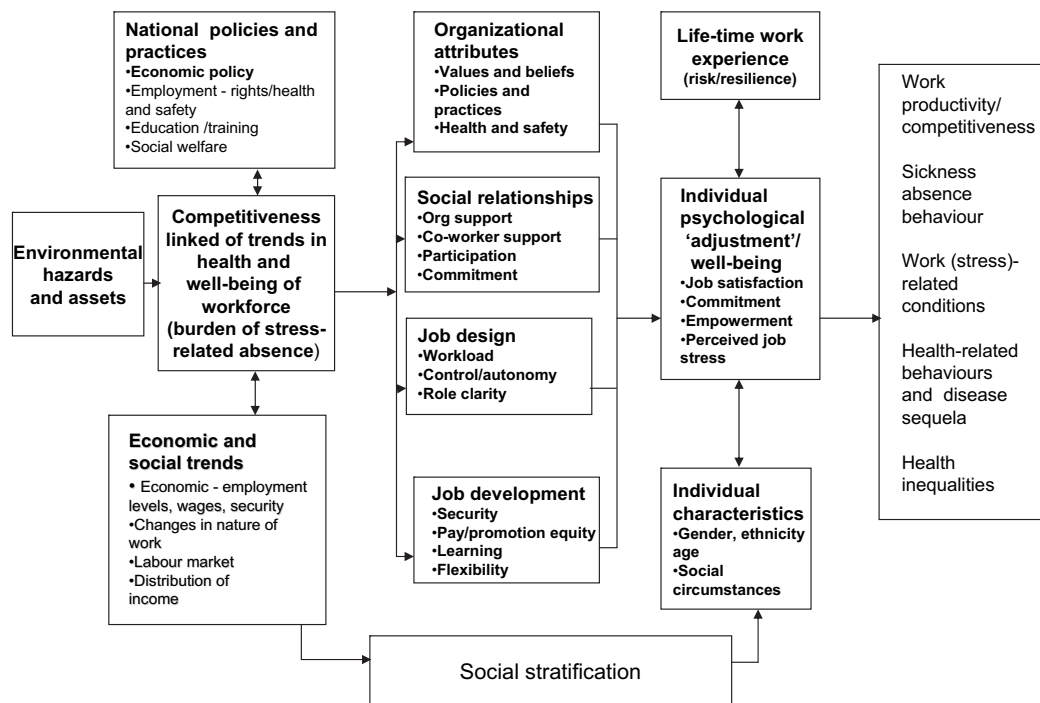 National policies and
practices
•Economic policy
•Employment - rights/health
and safety
•Education /training
•Social welfare
Environmental
hazards
and assets
Competitiveness
linked of trends in
health and
well-being of
workforce
(burden of stress-
related absence)
Economic and
social trends
• Economic - employment
levels, wages, security
•Changes in nature of
work
•Labour market
•Distribution of
income
Organizational
attributes
•Values and beliefs
•Policies and
practices
•Health and safety
Social relationships
•Org support
•Co-worker support
•Participation
•Commitment
Job design
•Workload
•Control/autonomy
•Role clarity
Job development
•Security
•Pay/promotion equity
•Learning
•Flexibility
Life-time work
experience
(risk/resilience)
Individual
psychological
‘adjustment’/
well-being
•Job satisfaction
•Commitment
•Empowerment
•Perceived job
stress
Individual
characteristics
•Gender, ethnicity
age
•Social
circumstances
Social stratification
Work
productivity/
competitiveness
Sickness
absence
behaviour
Work (stress)-
related
conditions
Health-related
behaviours
and disease
sequela
Health
inequalities